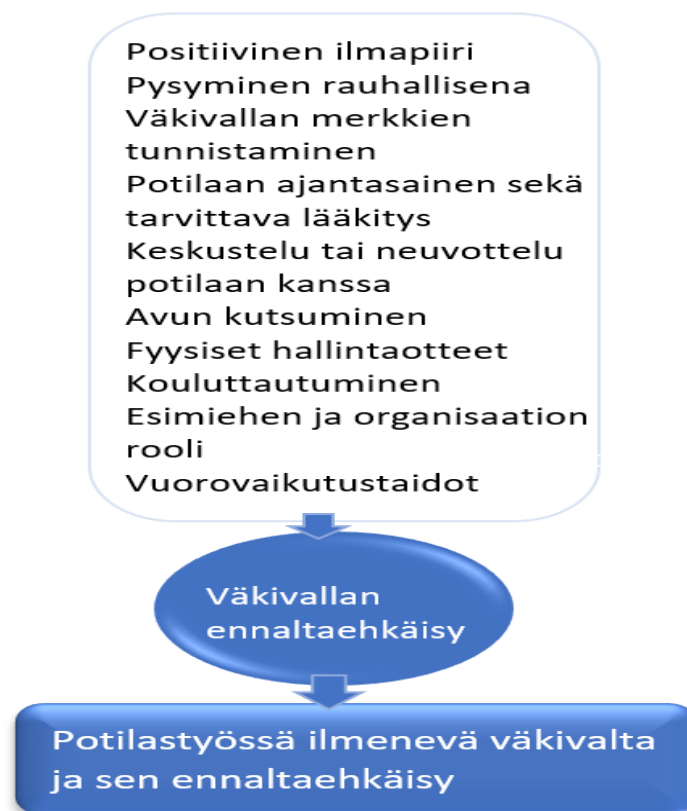 Positiivinen ilmapiiri
Pysyminen rauhallisena
Väkivallan merkkien
tunnistaminen
Potilaan ajantasainen sekä
tarvittava lääkitys
Keskustelu tai neuvottelu
potilaan kanssa
Avun kutsuminen
Fyysiset hallintaotteet
Kouluttautuminen
Esimiehen ja organisaation
rooli
Vuorovaikutustaidot
Väkivallan
ennaltaehkäisy
Potilastyössä ilmenevä väkivalta
ja sen ennaltaehkäisy